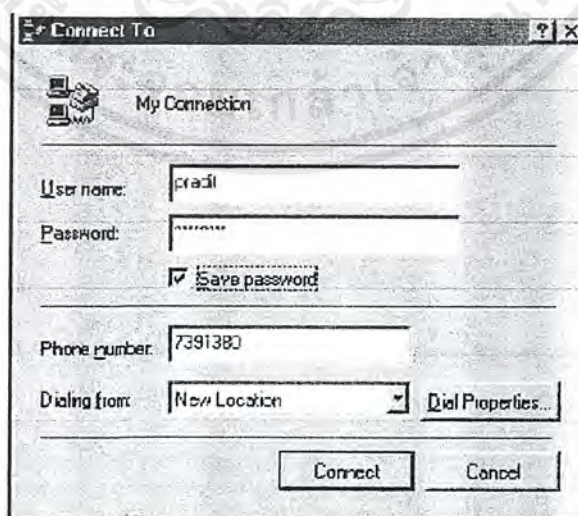 Connect To
My Connection
User name: pradit
Password: ******
Save password
Phone number: 7391380
Dialing from: New Location Dial Properties...
Connect Cancel